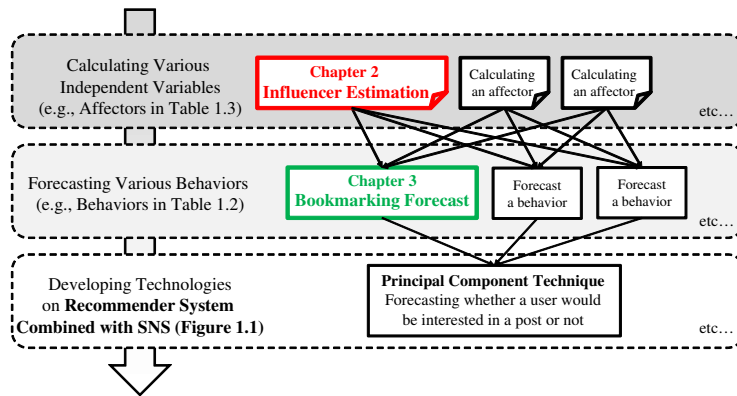 Calculating Various
Independent Variables
(e.g., Affectors in Table 1.3)
Chapter 2
Influencer Estimation
Calculating
an affector
Calculating
an affector
etc…
Forecasting Various Behaviors
(e.g., Behaviors in Table 1.2)
Chapter 3
Bookmarking Forecast
Forecast
a behavior
Forecast
a behavior
etc…
Developing Technologies
on Recommender System
Combined with SNS (Figure 1.1)
Principal Component Technique
Forecasting whether a user would
be interested in a post or not
etc…